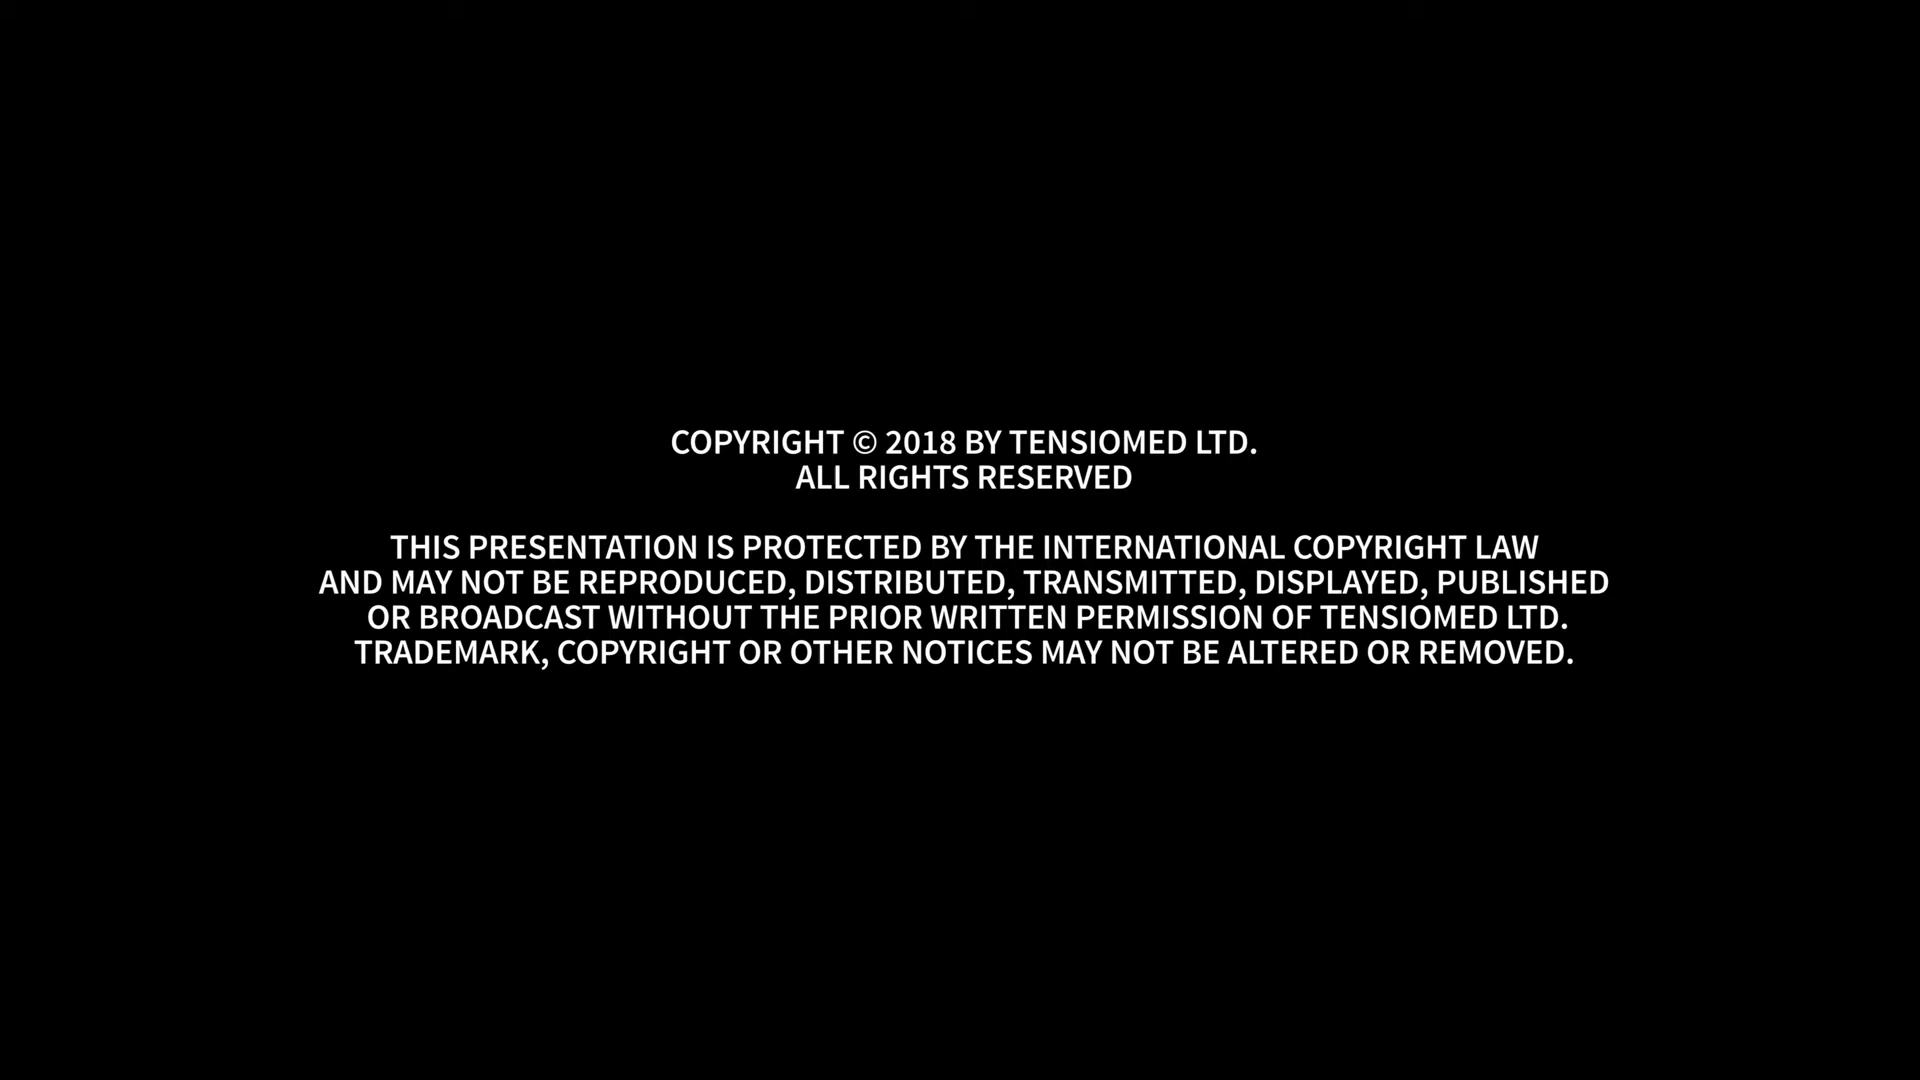 COPYRIGHT © 2018 BY TENSIOMED LTD.
ALL RIGHTS RESERVED
THIS PRESENTATION IS PROTECTED BY THE INTERNATIONAL COPYRIGHT LAW
AND MAY NOT BE REPRODUCED, DISTRIBUTED, TRANSMITTED, DISPLAYED, PUBLISHED
OR BROADCAST WITHOUT THE PRIOR WRITTEN PERMISSION OF TENSIOMED LTD.
TRADEMARK, COPYRIGHT OR OTHER NOTICES MAY NOT BE ALTERED OR REMOVED.